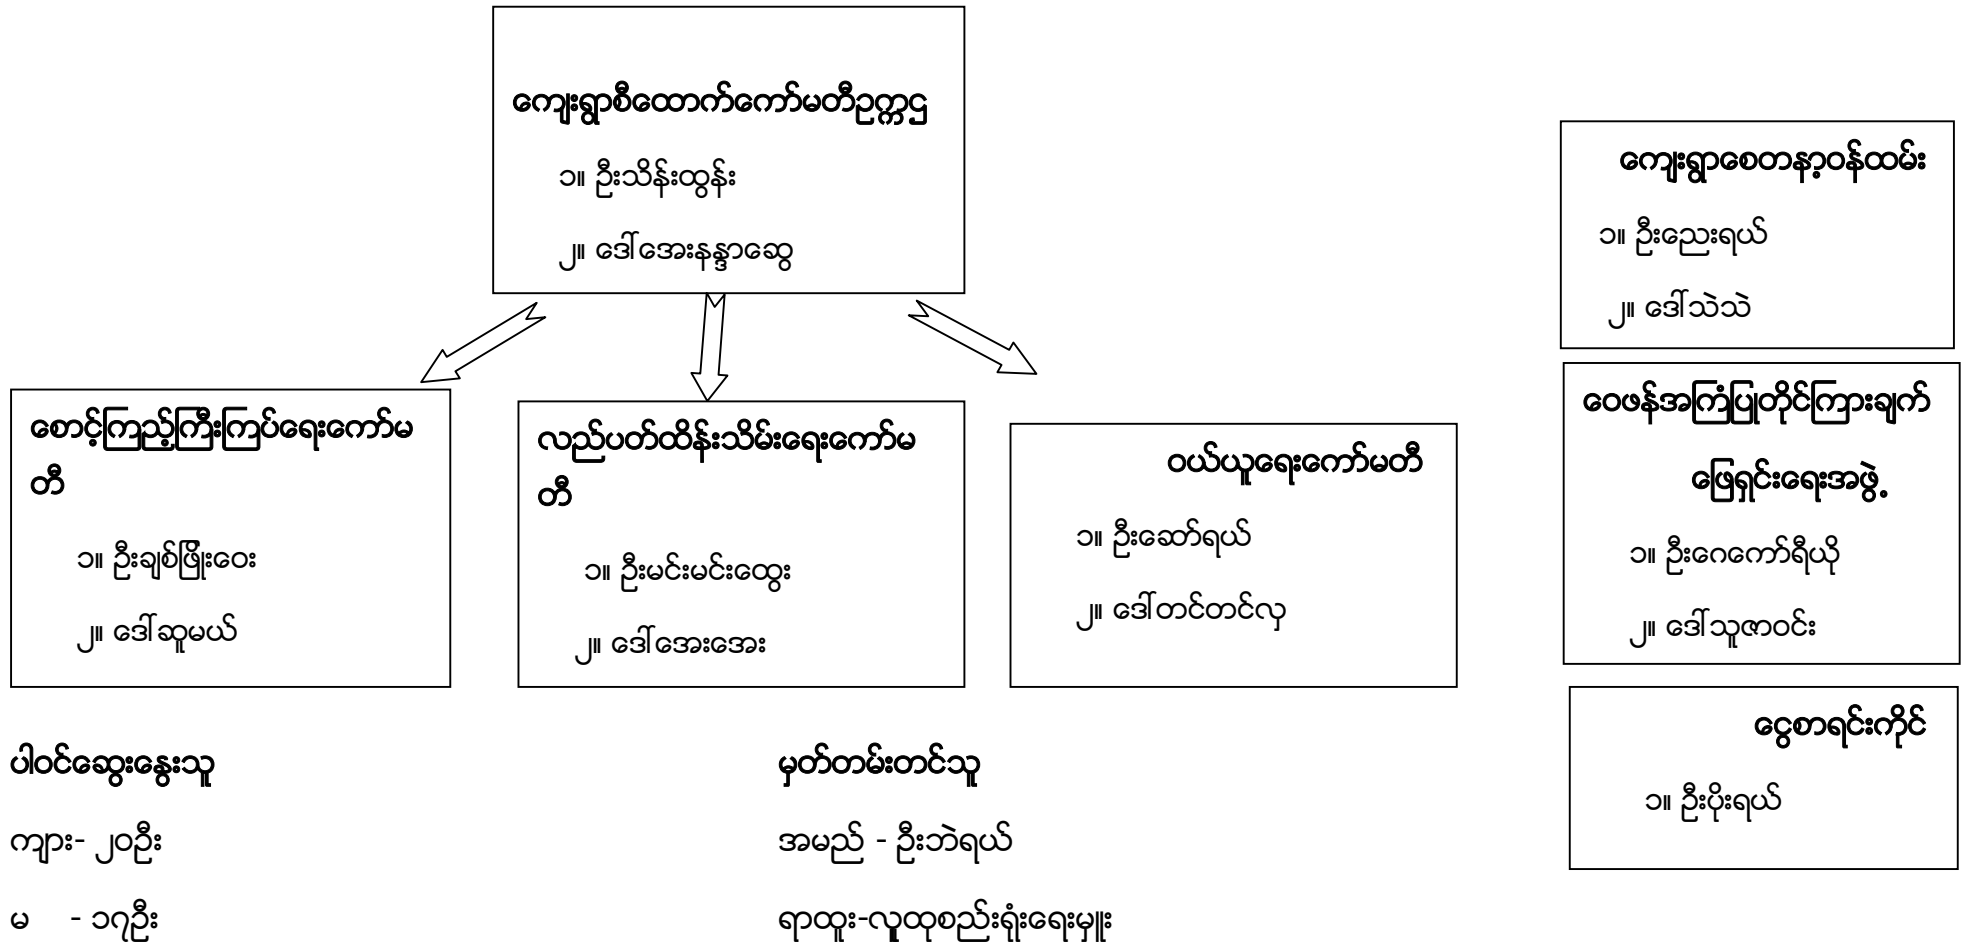 ကျေးရွာစီထောက်ကော်မတီဥက္ကဌ
၁။ ဦးသိန်းထွန်း
၂။ ဒေါ်အေးနန္ဒာဆွေ
စောင့်ကြည့်ကြီးကြပ်ရေးကော်မ
တီ
၁။ ဦးချစ်ဖြိုးဝေး
၂။ ဒေါ်ဆူမယ်
လည်ပတ်ထိန်းသိမ်းရေးကော်မ
တီ
၁။ ဦးမင်းမင်းထွေး
၂။ ဒေါ်အေးအေး
ဝယ်ယူရေးကော်မတီ
၁။ ဦးဆော်ရယ်
၂။ ဒေါ်တင်တင်လှ
ကျေးရွာစေတနာ့ဝန်ထမ်း
၁။ ဦးညေးရယ်
၂။ ဒေါ်သဲသဲ
ဝေဖန်အကြံပြုတိုင်ကြားချက်
ဖြေရှင်းရေးအဖွဲ့
၁။ ဦးဂေကော်ရီယို
၂။ ဒေါ်သူဇာဝင်း
ငွေစာရင်းကိုင်
၁။ ဦးပိုးရယ်
ပါဝင်ဆွေးနွေးသူ
ကျား- ၂၀ဦး
မ - ၁၇ဦး
မှတ်တမ်းတင်သူ
အမည် - ဦးဘဲရယ်
ရာထူး-လူထုစည်းရုံးရေးမှူး